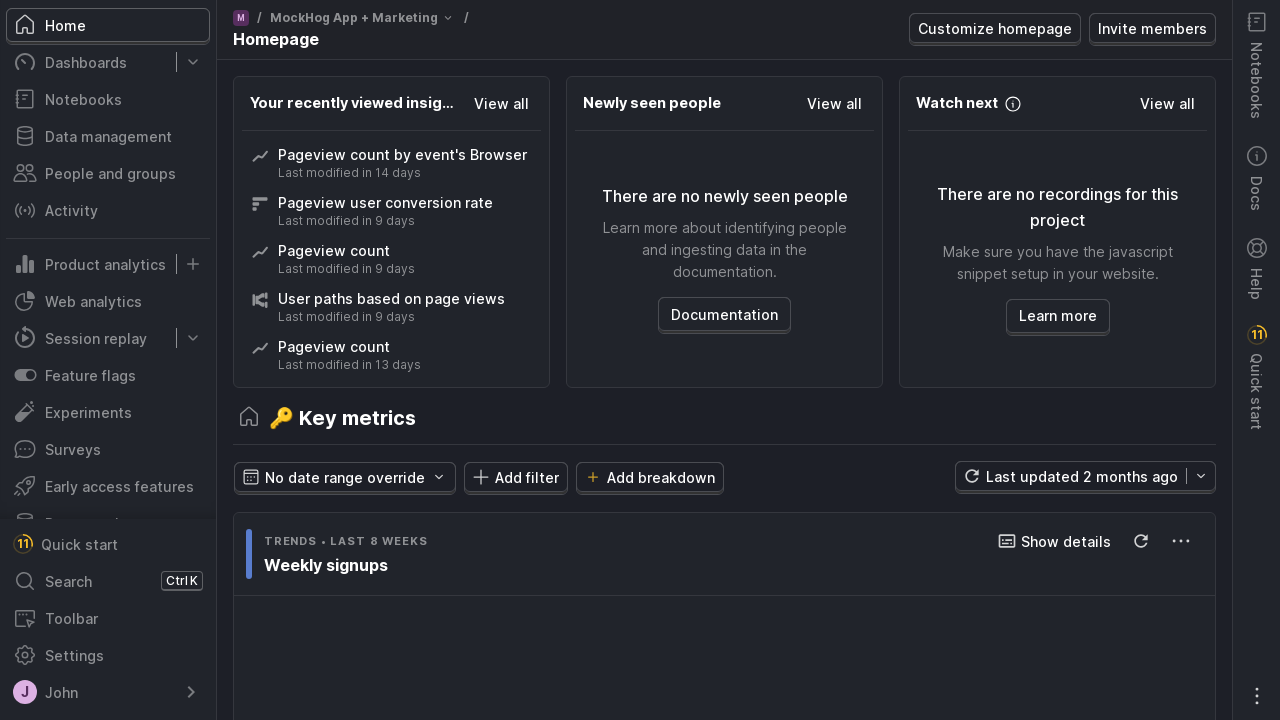 Home
Dashboards
Notebooks
Data management
People and groups
Activity
Product analytics
Web analytics
Session replay
Feature flags
Experiments
Surveys
Early access features
11 Quick start
Search Ctrl K
Toolbar
Settings
J John
M / MockHog App + Marketing /
Homepage
Customize homepage
Invite members
Your recently viewed insig...
View all
Pageview count by event's Browser
Last modified in 14 days
Pageview user conversion rate
Last modified in 9 days
Pageview count
Last modified in 9 days
User paths based on page views
Last modified in 9 days
Pageview count
Last modified in 13 days
Newly seen people
View all
There are no newly seen people
Learn more about identifying people
and ingesting data in the
documentation.
Documentation
Watch next
View all
There are no recordings for this
project
Make sure you have the javascript
snippet setup in your website.
Learn more
🔑 Key metrics
No date range override
Add filter
Add breakdown
Last updated 2 months ago
TRENDS • LAST 8 WEEKS
Weekly signups
Show details
Notebooks
Docs
Help
11
Quick start